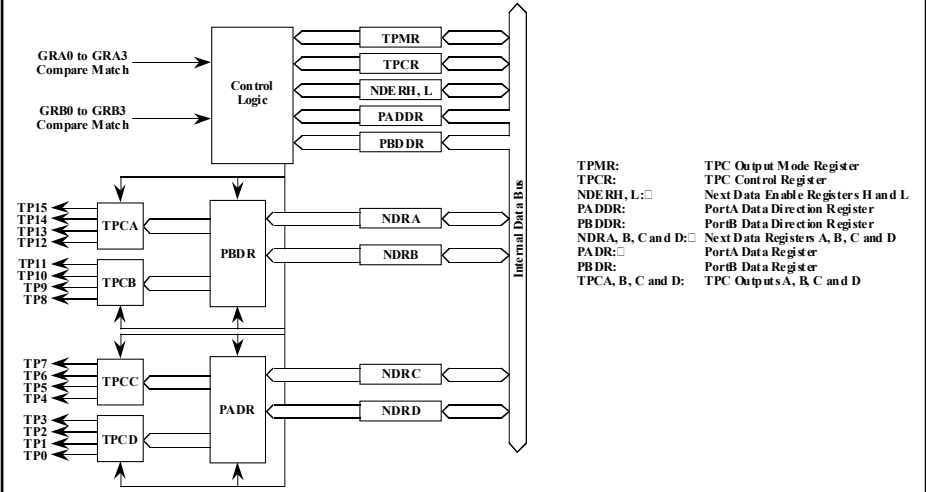 GRA0 to GRA3
Compare Match
GRB0 to GRB3
Compare Match
Control
Logic
TPMR
TPCR
NDERH, L
PADDR
PBDDR
TP15
TP14
TP13
TP12
TPCA
TP11
TP10
TP9
TP8
TPCB
PBDR
NDRA
NDRB
TP7
TP6
TP5
TP4
TPCC
TP3
TP2
TP1
TP0
TPCD
PADR
NDRC
NDRD
Internal Data Bus
TPMR: TPC Output Mode Register
TPCR: TPC Control Register
NDERH, L:□ Next Data Enable Registers H and L
PADDR: PortA Data Direction Register
PBDDR: PortB Data Direction Register
NDRA, B, C and D:□ Next Data Registers A, B, C and D
PADR:□ PortA Data Register
PBDR: PortB Data Register
TPCA, B, C and D: TPC Outputs A, B, C and D